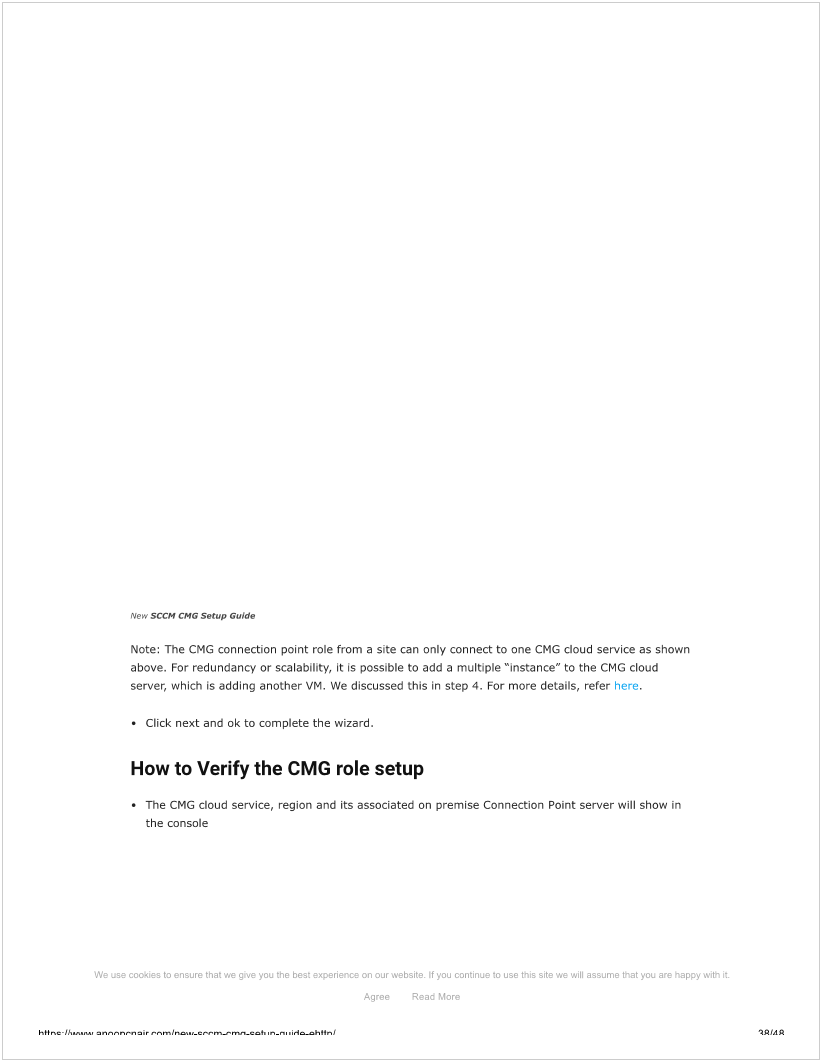 New SCCM CMG Setup Guide
Note: The CMG connection point role from a site can only connect to one CMG cloud service as shown
above. For redundancy or scalability, it is possible to add a multiple “instance” to the CMG cloud
server, which is adding another VM. We discussed this in step 4. For more details, refer here.
• Click next and ok to complete the wizard.
How to Verify the CMG role setup
• The CMG cloud service, region and its associated on premise Connection Point server will show in
the console
We use cookies to ensure that we give you the best experience on our website. If you continue to use this site we will assume that you are happy with it.
Agree Read More
https://www.anoopcnair.com/new-sccm-cmg-setup-guide-ehttp/ 38/48